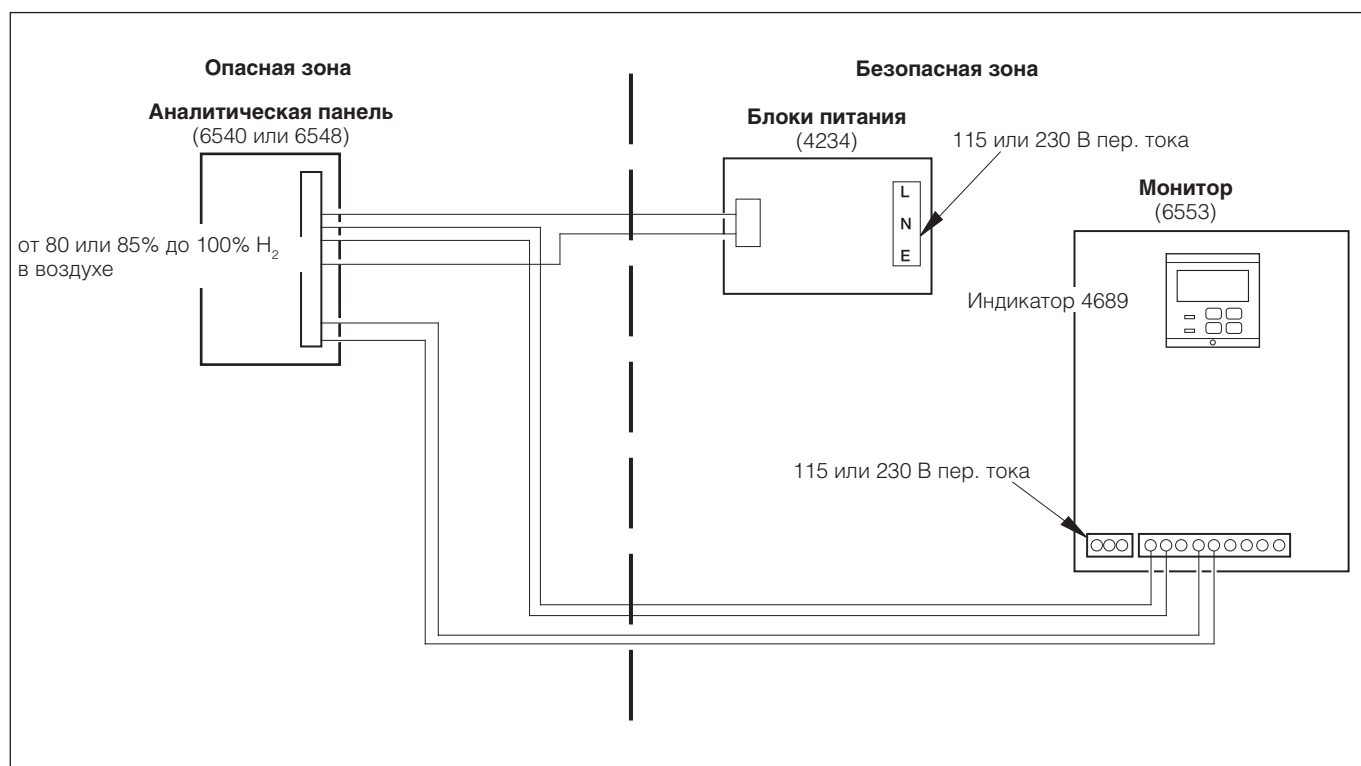 Опасная зона
Безопасная зона
Аналитическая панель
(6540 или 6548)
Блоки питания
(4234)
115 или 230 В пер. тока
L
N
E
Монитор
(6553)
от 80 или 85% до 100% H₂
в воздухе
Индикатор 4689
115 или 230 В пер. тока